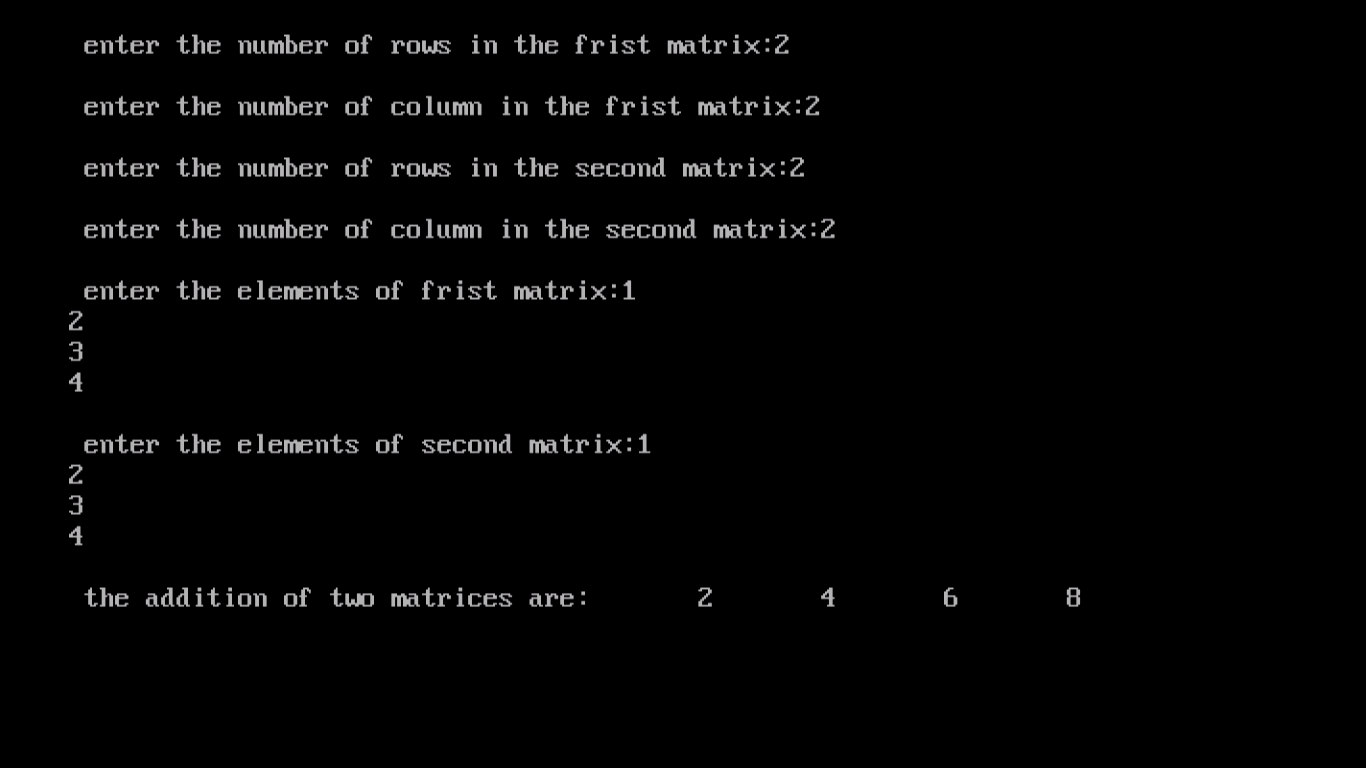 enter the number of rows in the frist matrix:2
enter the number of column in the frist matrix:2
enter the number of rows in the second matrix:2
enter the number of column in the second matrix:2
enter the elements of frist matrix:1
2
3
4
enter the elements of second matrix:1
2
3
4
the addition of two matrices are: 2 4 6 8